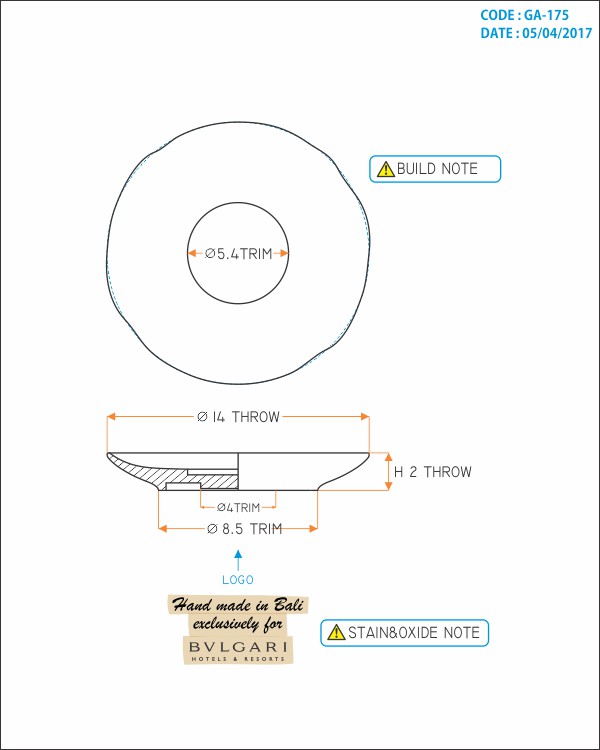 CODE : GA-175
DATE : 05/04/2017
BUILD NOTE
Ø5.4TRIM
Ø 14 THROW
H 2 THROW
Ø4TRIM
Ø 8.5 TRIM
LOGO
Hand made in Bali
exclusively for
BVLGARI
HOTELS & RESORTS
STAIN&OXIDE NOTE